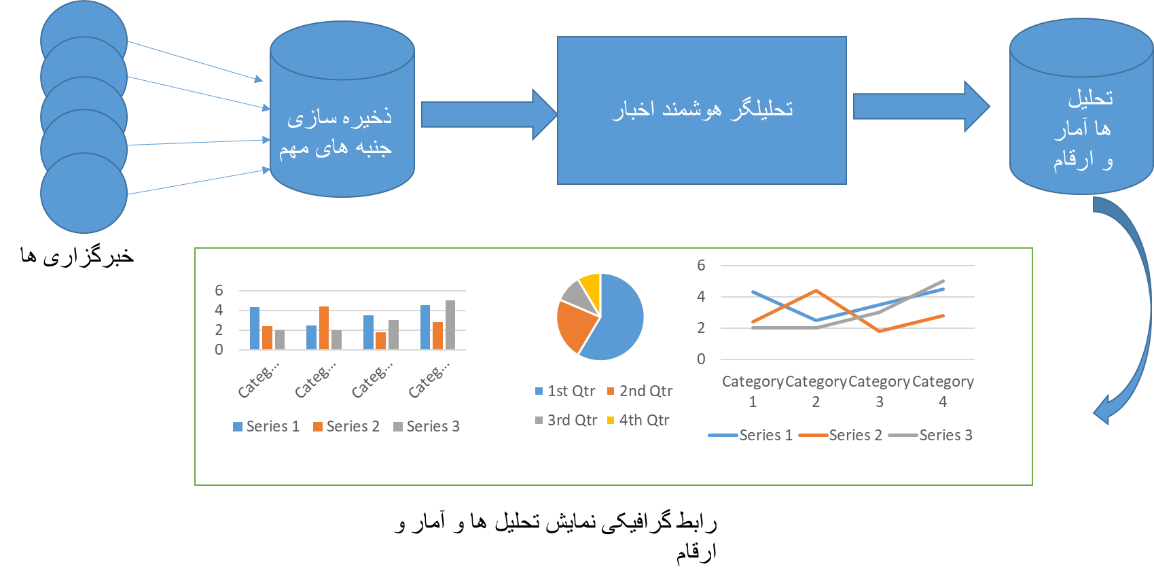 ذخیره سازی
جنبه های مهم
تحلیلگر هوشمند اخبار
تحلیل
ها آمار
و ارقام
خبرگزاری ها
6
4
2
0
Categ...
Categ...
Categ...
Categ...
Series 1 Series 2 Series 3
1st Qtr 2nd Qtr
3rd Qtr 4th Qtr
6
4
2
0
Category Category Category Category
1 2 3 4
Series 1 Series 2 Series 3
رابط گرافیکی نمایش تحلیل ها و آمار و
ارقام